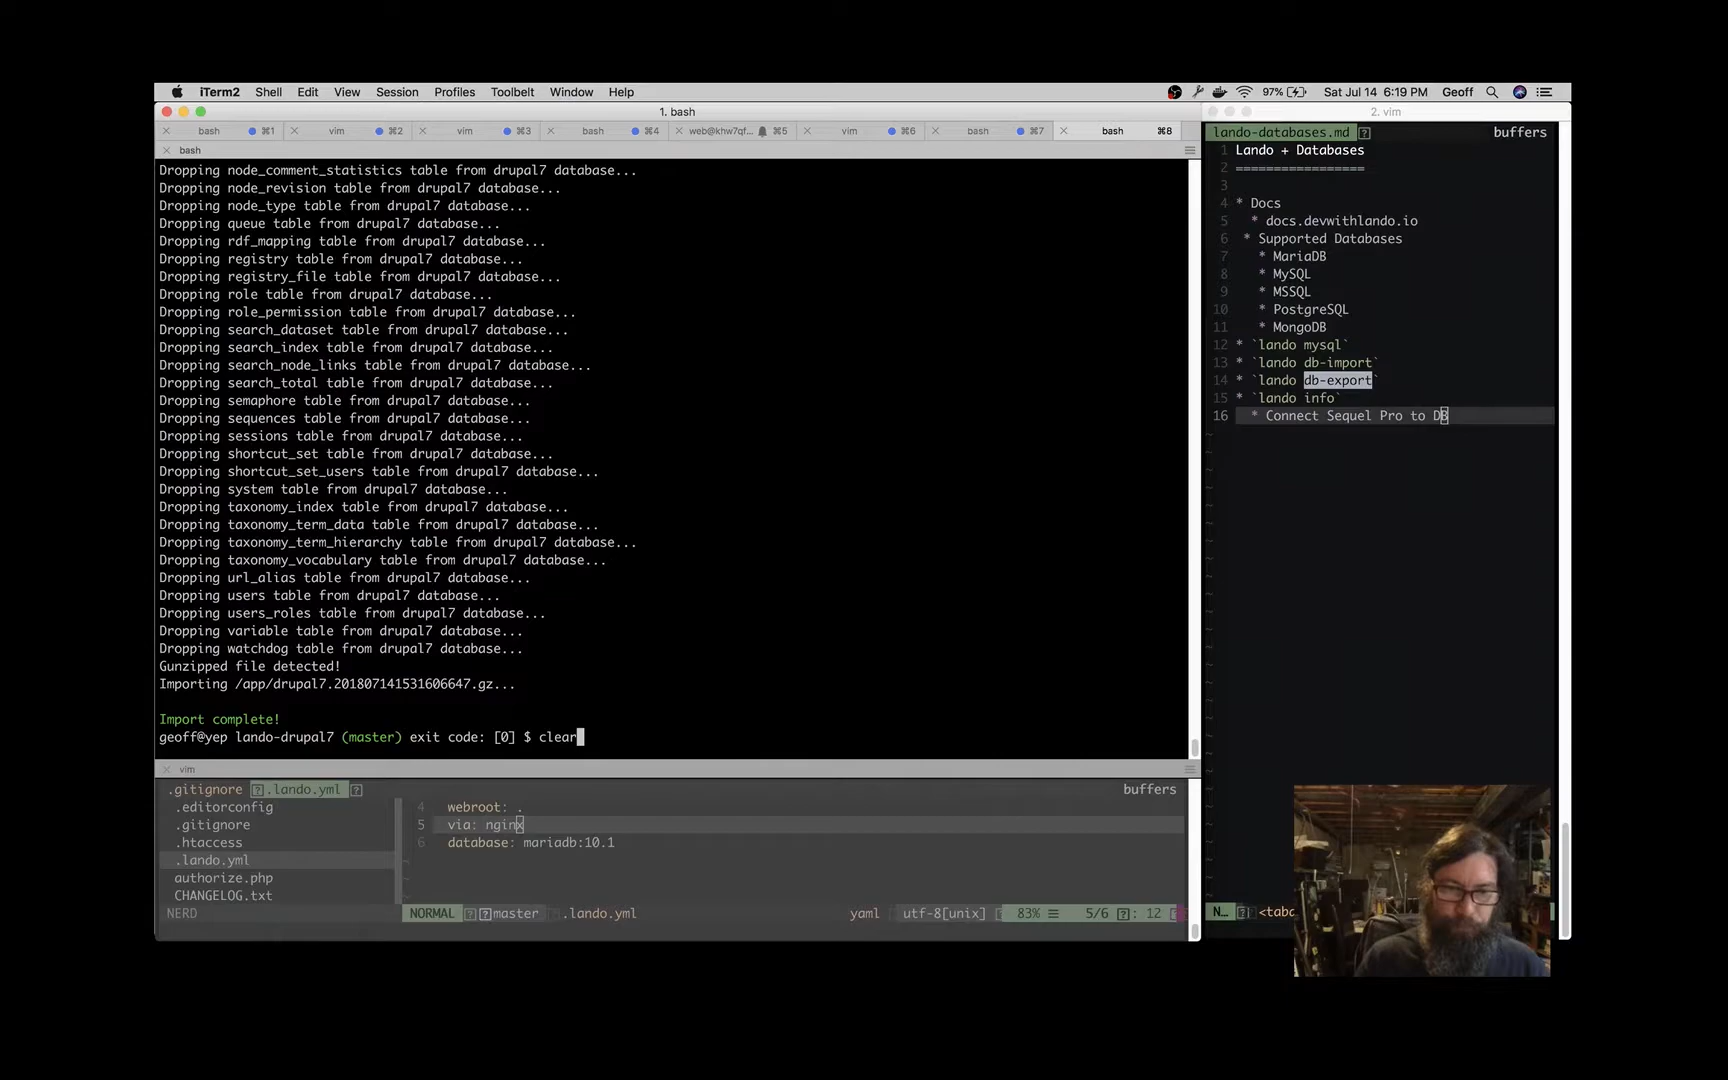 iTerm2 Shell Edit View Session Profiles Toolbelt Window Help 97% Sat Jul 14 6:19 PM Geoff
1. bash
bash ⌘1 vim ⌘2 vim ⌘3 bash ⌘4 web@khw7qf... ⌘5 vim ⌘6 bash ⌘7 bash ⌘8
bash
Dropping node_comment_statistics table from drupal7 database...
Dropping node_revision table from drupal7 database...
Dropping node_type table from drupal7 database...
Dropping queue table from drupal7 database...
Dropping rdf_mapping table from drupal7 database...
Dropping registry table from drupal7 database...
Dropping registry_file table from drupal7 database...
Dropping role table from drupal7 database...
Dropping role_permission table from drupal7 database...
Dropping search_dataset table from drupal7 database...
Dropping search_index table from drupal7 database...
Dropping search_node_links table from drupal7 database...
Dropping search_total table from drupal7 database...
Dropping semaphore table from drupal7 database...
Dropping sequences table from drupal7 database...
Dropping sessions table from drupal7 database...
Dropping shortcut_set table from drupal7 database...
Dropping shortcut_set_users table from drupal7 database...
Dropping system table from drupal7 database...
Dropping taxonomy_index table from drupal7 database...
Dropping taxonomy_term_data table from drupal7 database...
Dropping taxonomy_term_hierarchy table from drupal7 database...
Dropping taxonomy_vocabulary table from drupal7 database...
Dropping url_alias table from drupal7 database...
Dropping users table from drupal7 database...
Dropping users_roles table from drupal7 database...
Dropping variable table from drupal7 database...
Dropping watchdog table from drupal7 database...
Gunzipped file detected!
Importing /app/drupal7.201807141531606647.gz...
Import complete!
geoff@yep lando-drupal7 (master) exit code: [0] $ clear
vim
.gitignore .lando.yml buffers
.editorconfig
.gitignore
.htaccess
.lando.yml
authorize.php
CHANGELOG.txt
NERD
4 webroot: .
5 via: nginx
6 database: mariadb:10.1
NORMAL master .lando.yml yaml utf-8[unix] 83% 5/6 : 12
2. vim
lando-databases.md buffers
1 Lando + Databases
2 =================
3
4 * Docs
5 * docs.devwithlando.io
6 * Supported Databases
7 * MariaDB
8 * MySQL
9 * MSSQL
10 * PostgreSQL
11 * MongoDB
12 * `lando mysql`
13 * `lando db-import`
14 * `lando db-export`
15 * `lando info`
16 * Connect Sequel Pro to DB
N... <taba